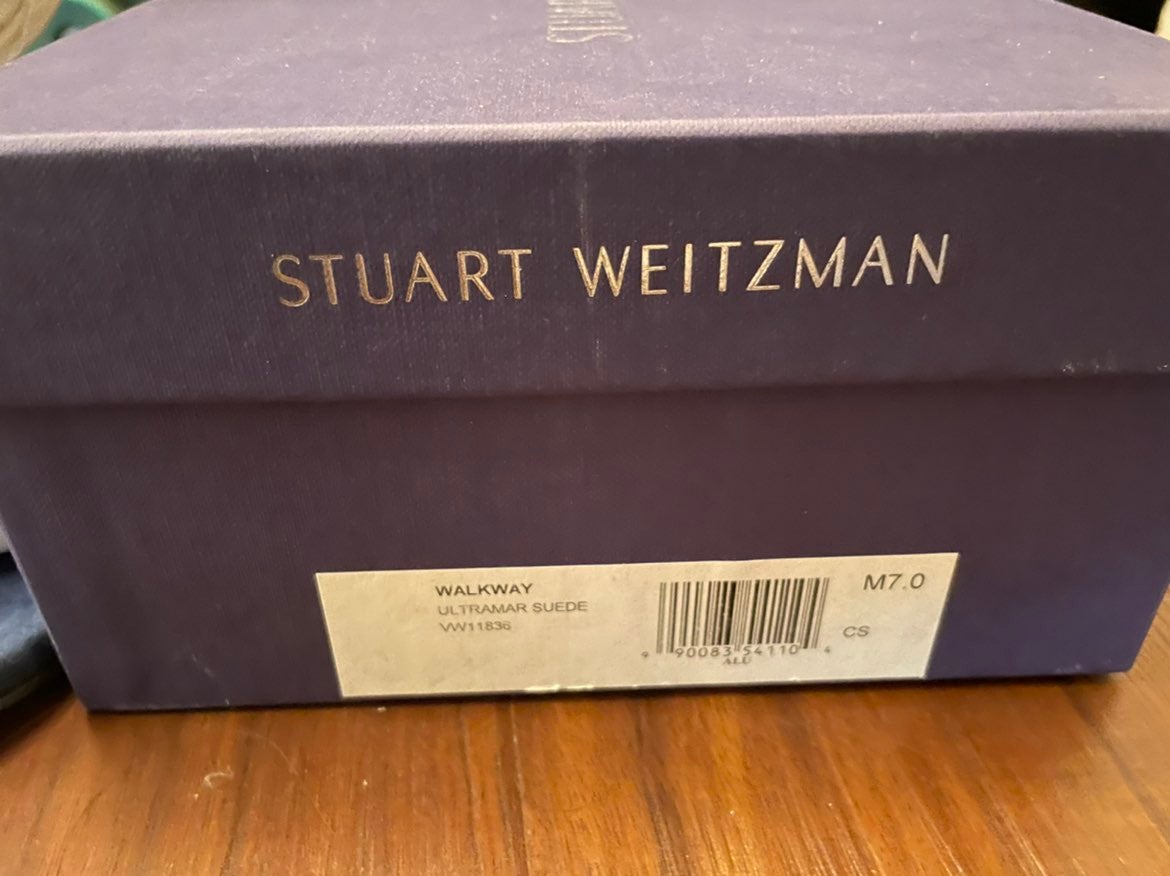 STUART WEITZMAN
WALKWAY
ULTRAMAR SUEDE
VW11836
9 90083 54110 4
M7.0
CS